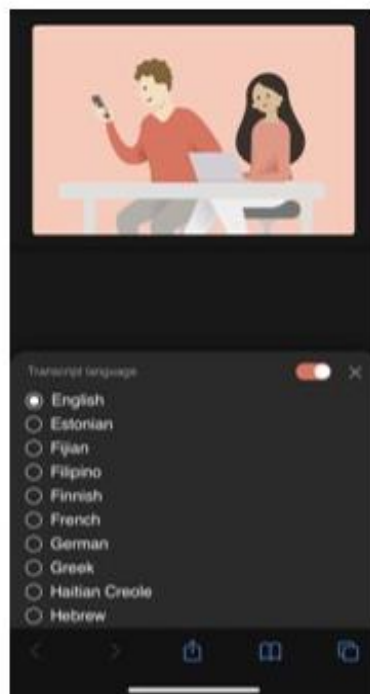 Transcript language
English
Estonian
Fijian
Filipino
Finnish
French
German
Greek
Haitian Creole
Hebrew